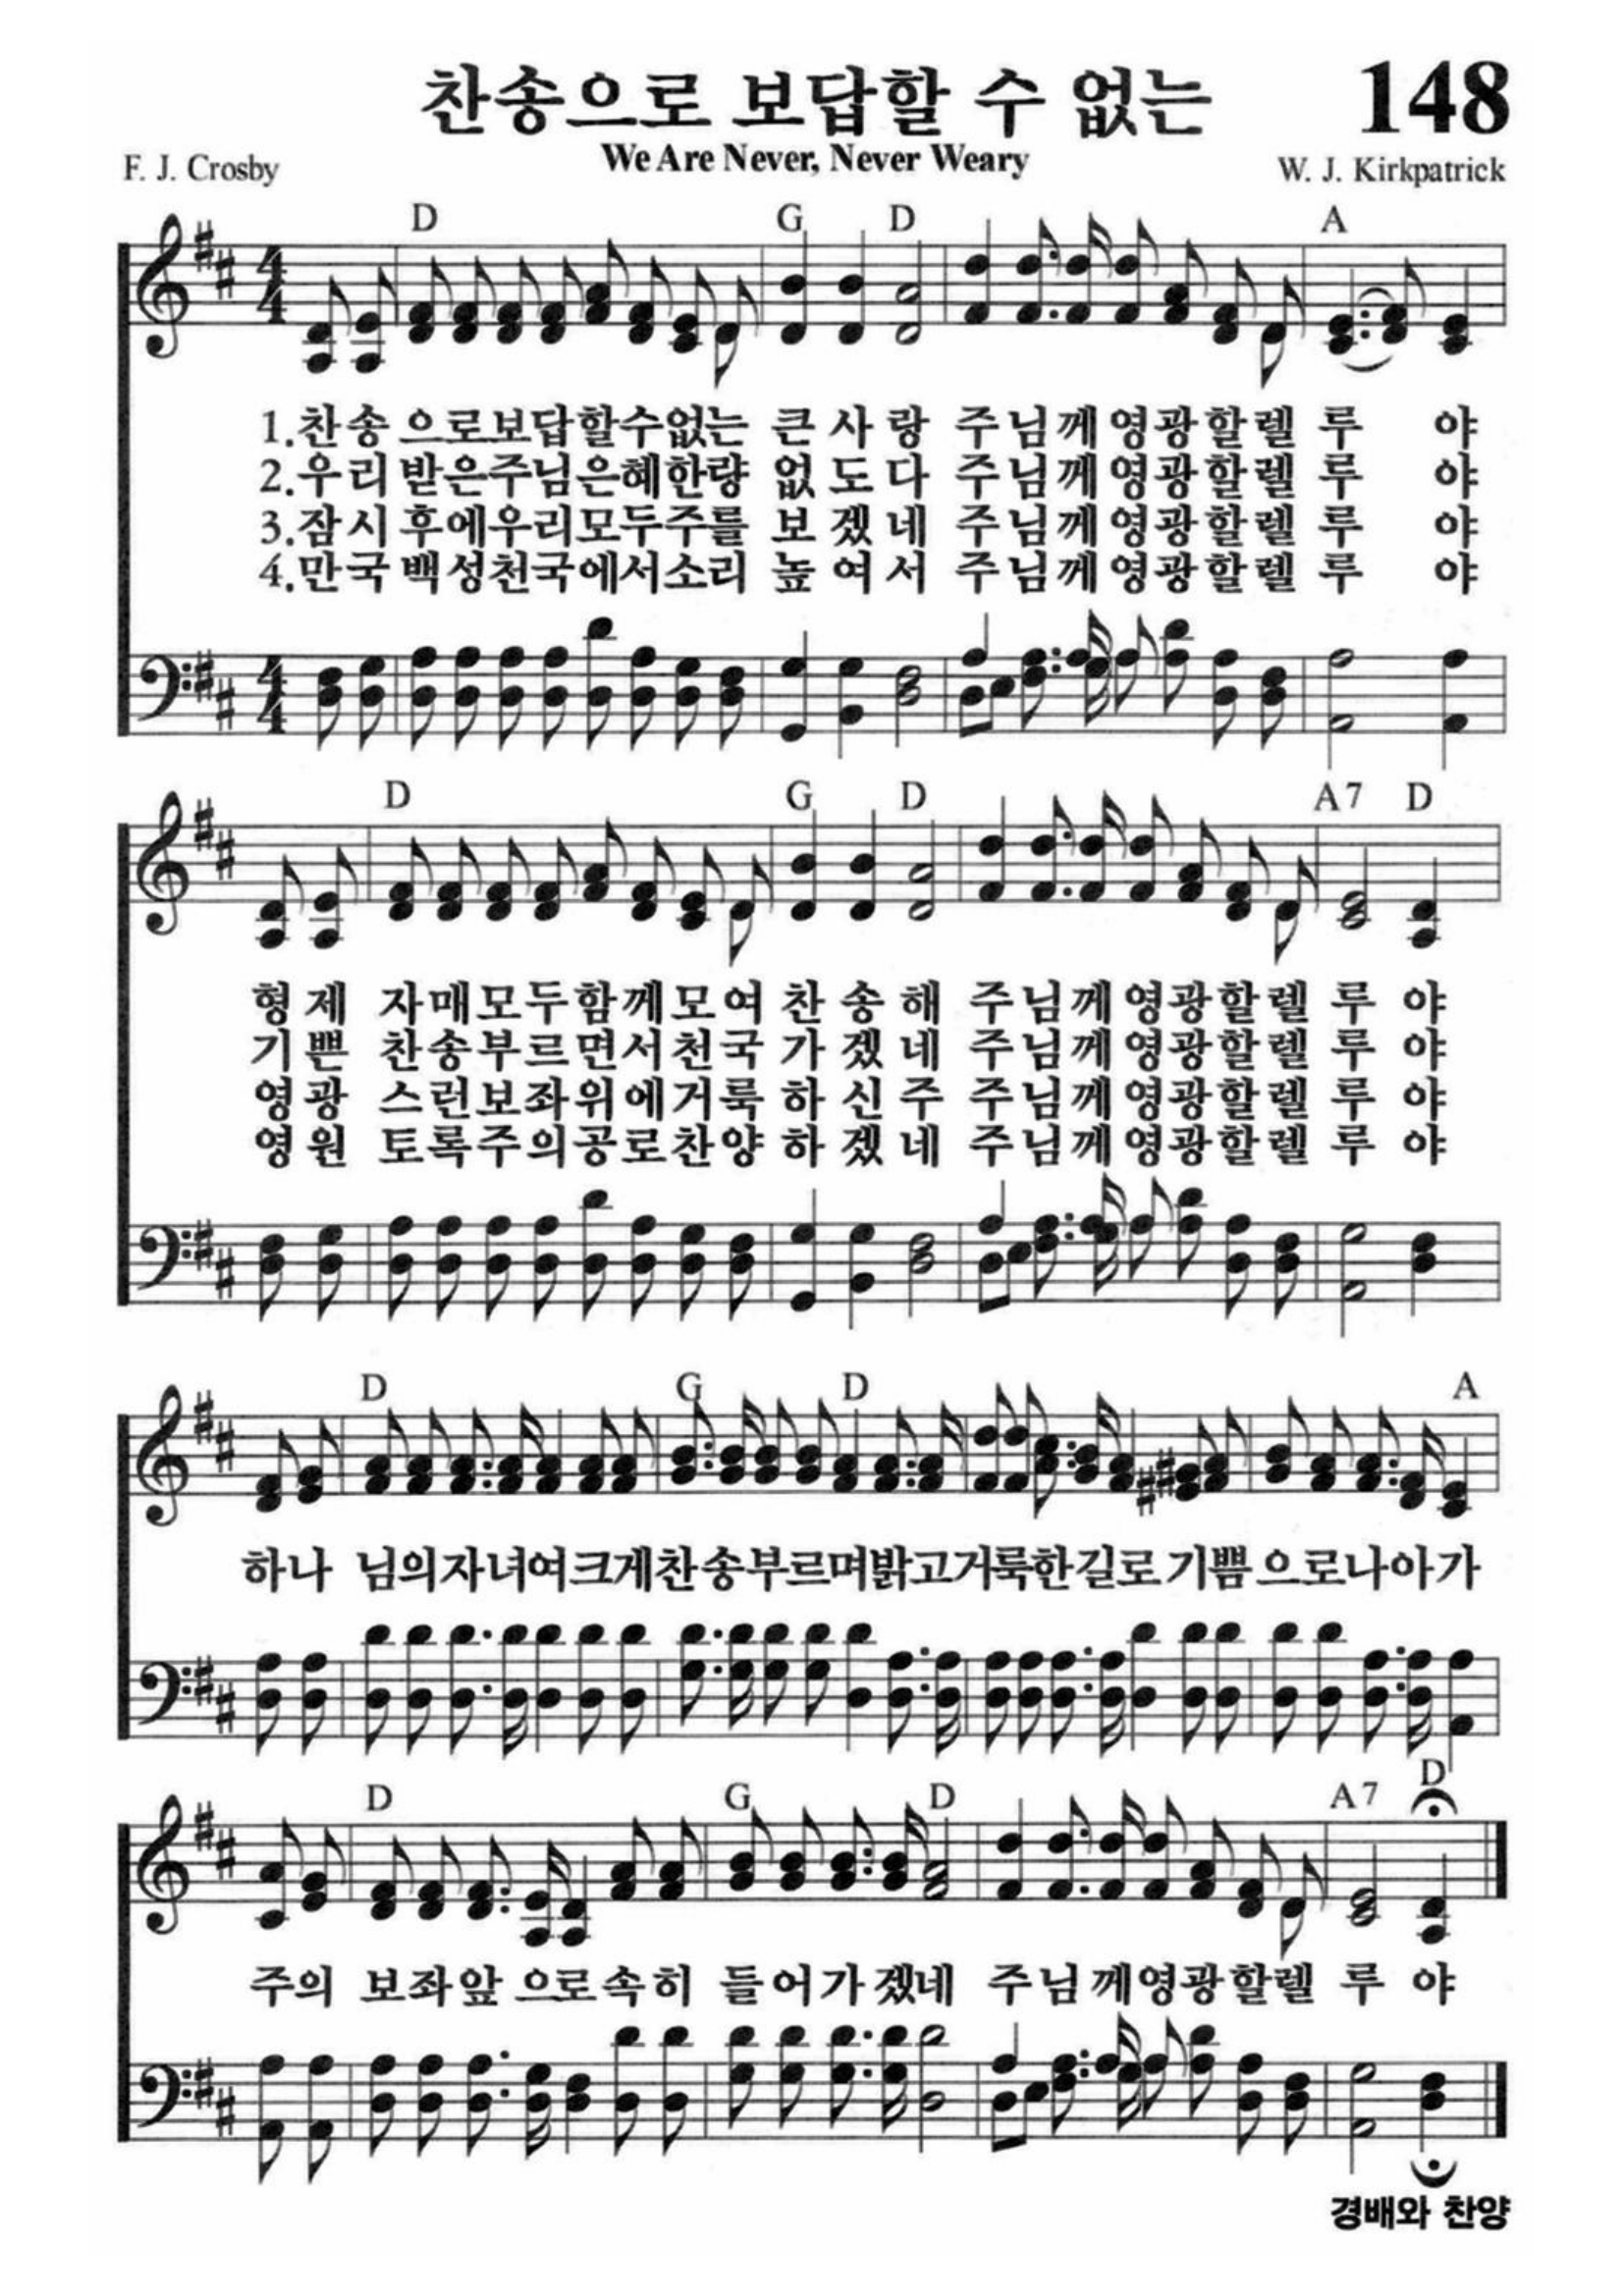 찬송으로 보답할 수 없는 148
We Are Never, Never Weary
F. J. Crosby W. J. Kirkpatrick
D G D A
4 4
1.찬송 으로보답할수없는 큰 사 랑 주님께영광할렐 루 야
2.우리 받은주님은혜한량 없 도 다 주님께영광할렐 루 야
3.잠시 후에우리모두주를 보 겠 네 주님께영광할렐 루 야
4.만국 백성천국에서소리 높 여 서 주님께영광할렐 루 야
4 4
D G D A7 D
형 제 자매모두함께모여 찬 송 해 주님께영광할렐 루 야
기 쁜 찬송부르면서천국 가 겠 네 주님께영광할렐 루 야
영 광 스런보좌위에거룩 하 신 주 주님께영광할렐 루 야
영 원 토록주의공로찬양 하 겠 네 주님께영광할렐 루 야
D G D A
하나 님의자녀여크게찬송부르며밝고거룩한길로기쁨으로나아가
D G D A7 D
주의 보좌앞 으로속히 들어가겠네 주님께영광할렐 루 야
경배와 찬양